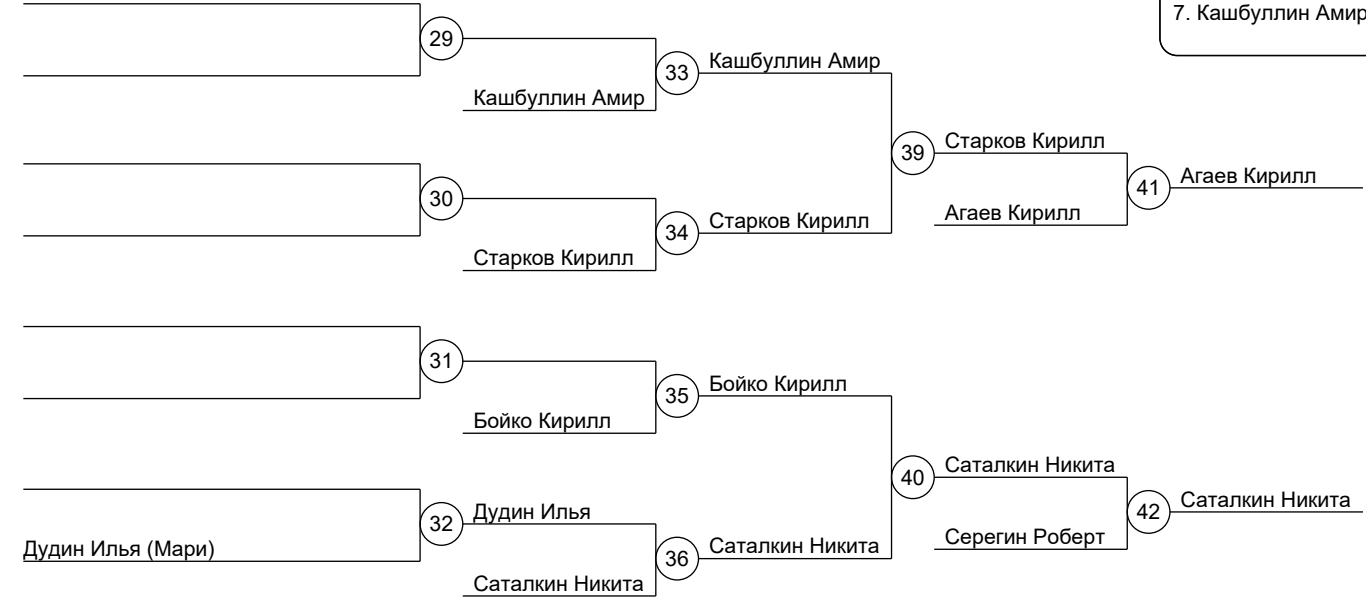 7. Кашбуллин Амир
29
33
Кашбуллин Амир
Кашбуллин Амир
39
Старков Кирилл
41
Агаев Кирилл
30
34
Старков Кирилл
Агаев Кирилл
Старков Кирилл
31
35
Бойко Кирилл
Бойко Кирилл
40
Саталкин Никита
42
Саталкин Никита
32
Дудин Илья
Дудин Илья (Мари)
36
Саталкин Никита
Серегин Роберт
Саталкин Никита